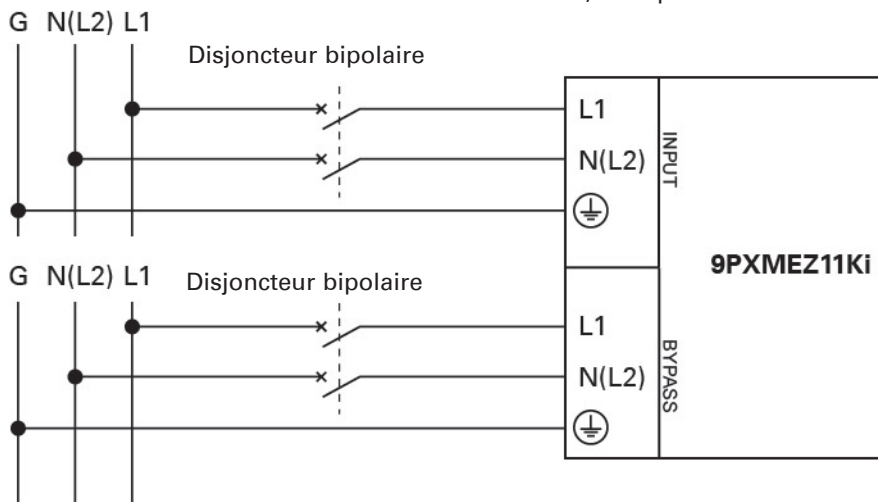 G N(L2) L1
Disjoncteur bipolaire
L1
N(L2)
INPUT
9PXMEZ11Ki
G N(L2) L1
Disjoncteur bipolaire
L1
N(L2)
BYPASS